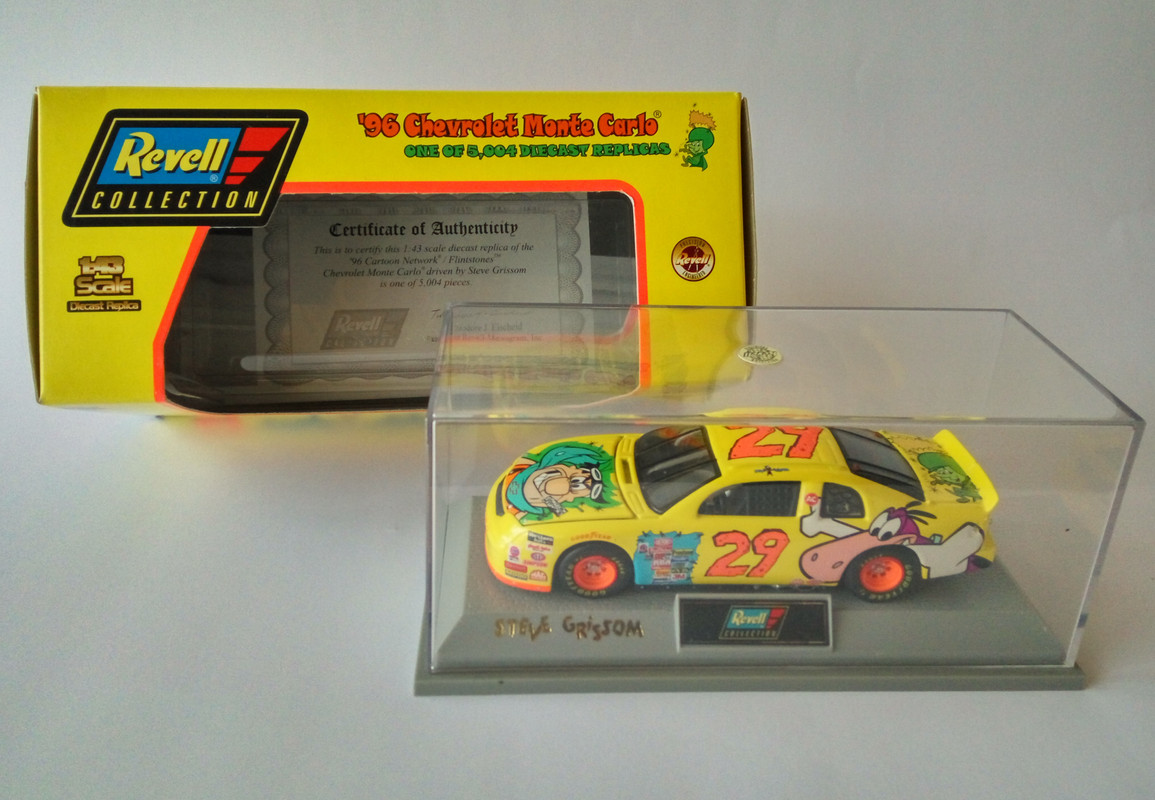 Revell
COLLECTION
'96 Chevrolet Monte Carlo®
ONE OF 5,004 DIECAST REPLICAS
1:43
Scale
Diecast Replica
Certificate of Authenticity
This is to certify this 1:43 scale diecast replica of the
'96 Cartoon Network® / Flintstones™
Chevrolet Monte Carlo® driven by Steve Grissom
is one of 5,004 pieces.
Revell
Revell
29
29
STEVE GRISSOM
Revell
COLLECTION